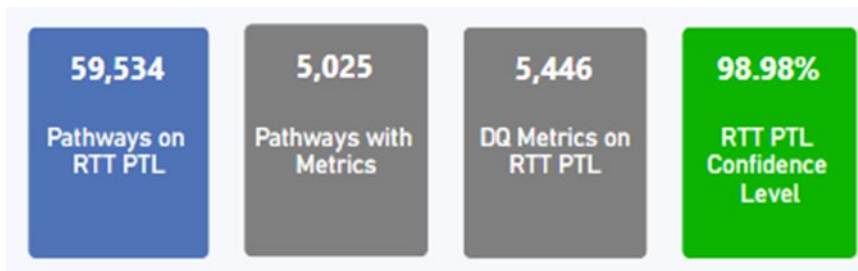 59,534
Pathways on
RTT PTL
5,025
Pathways with
Metrics
5,446
DQ Metrics on
RTT PTL
98.98%
RTT PTL
Confidence
Level